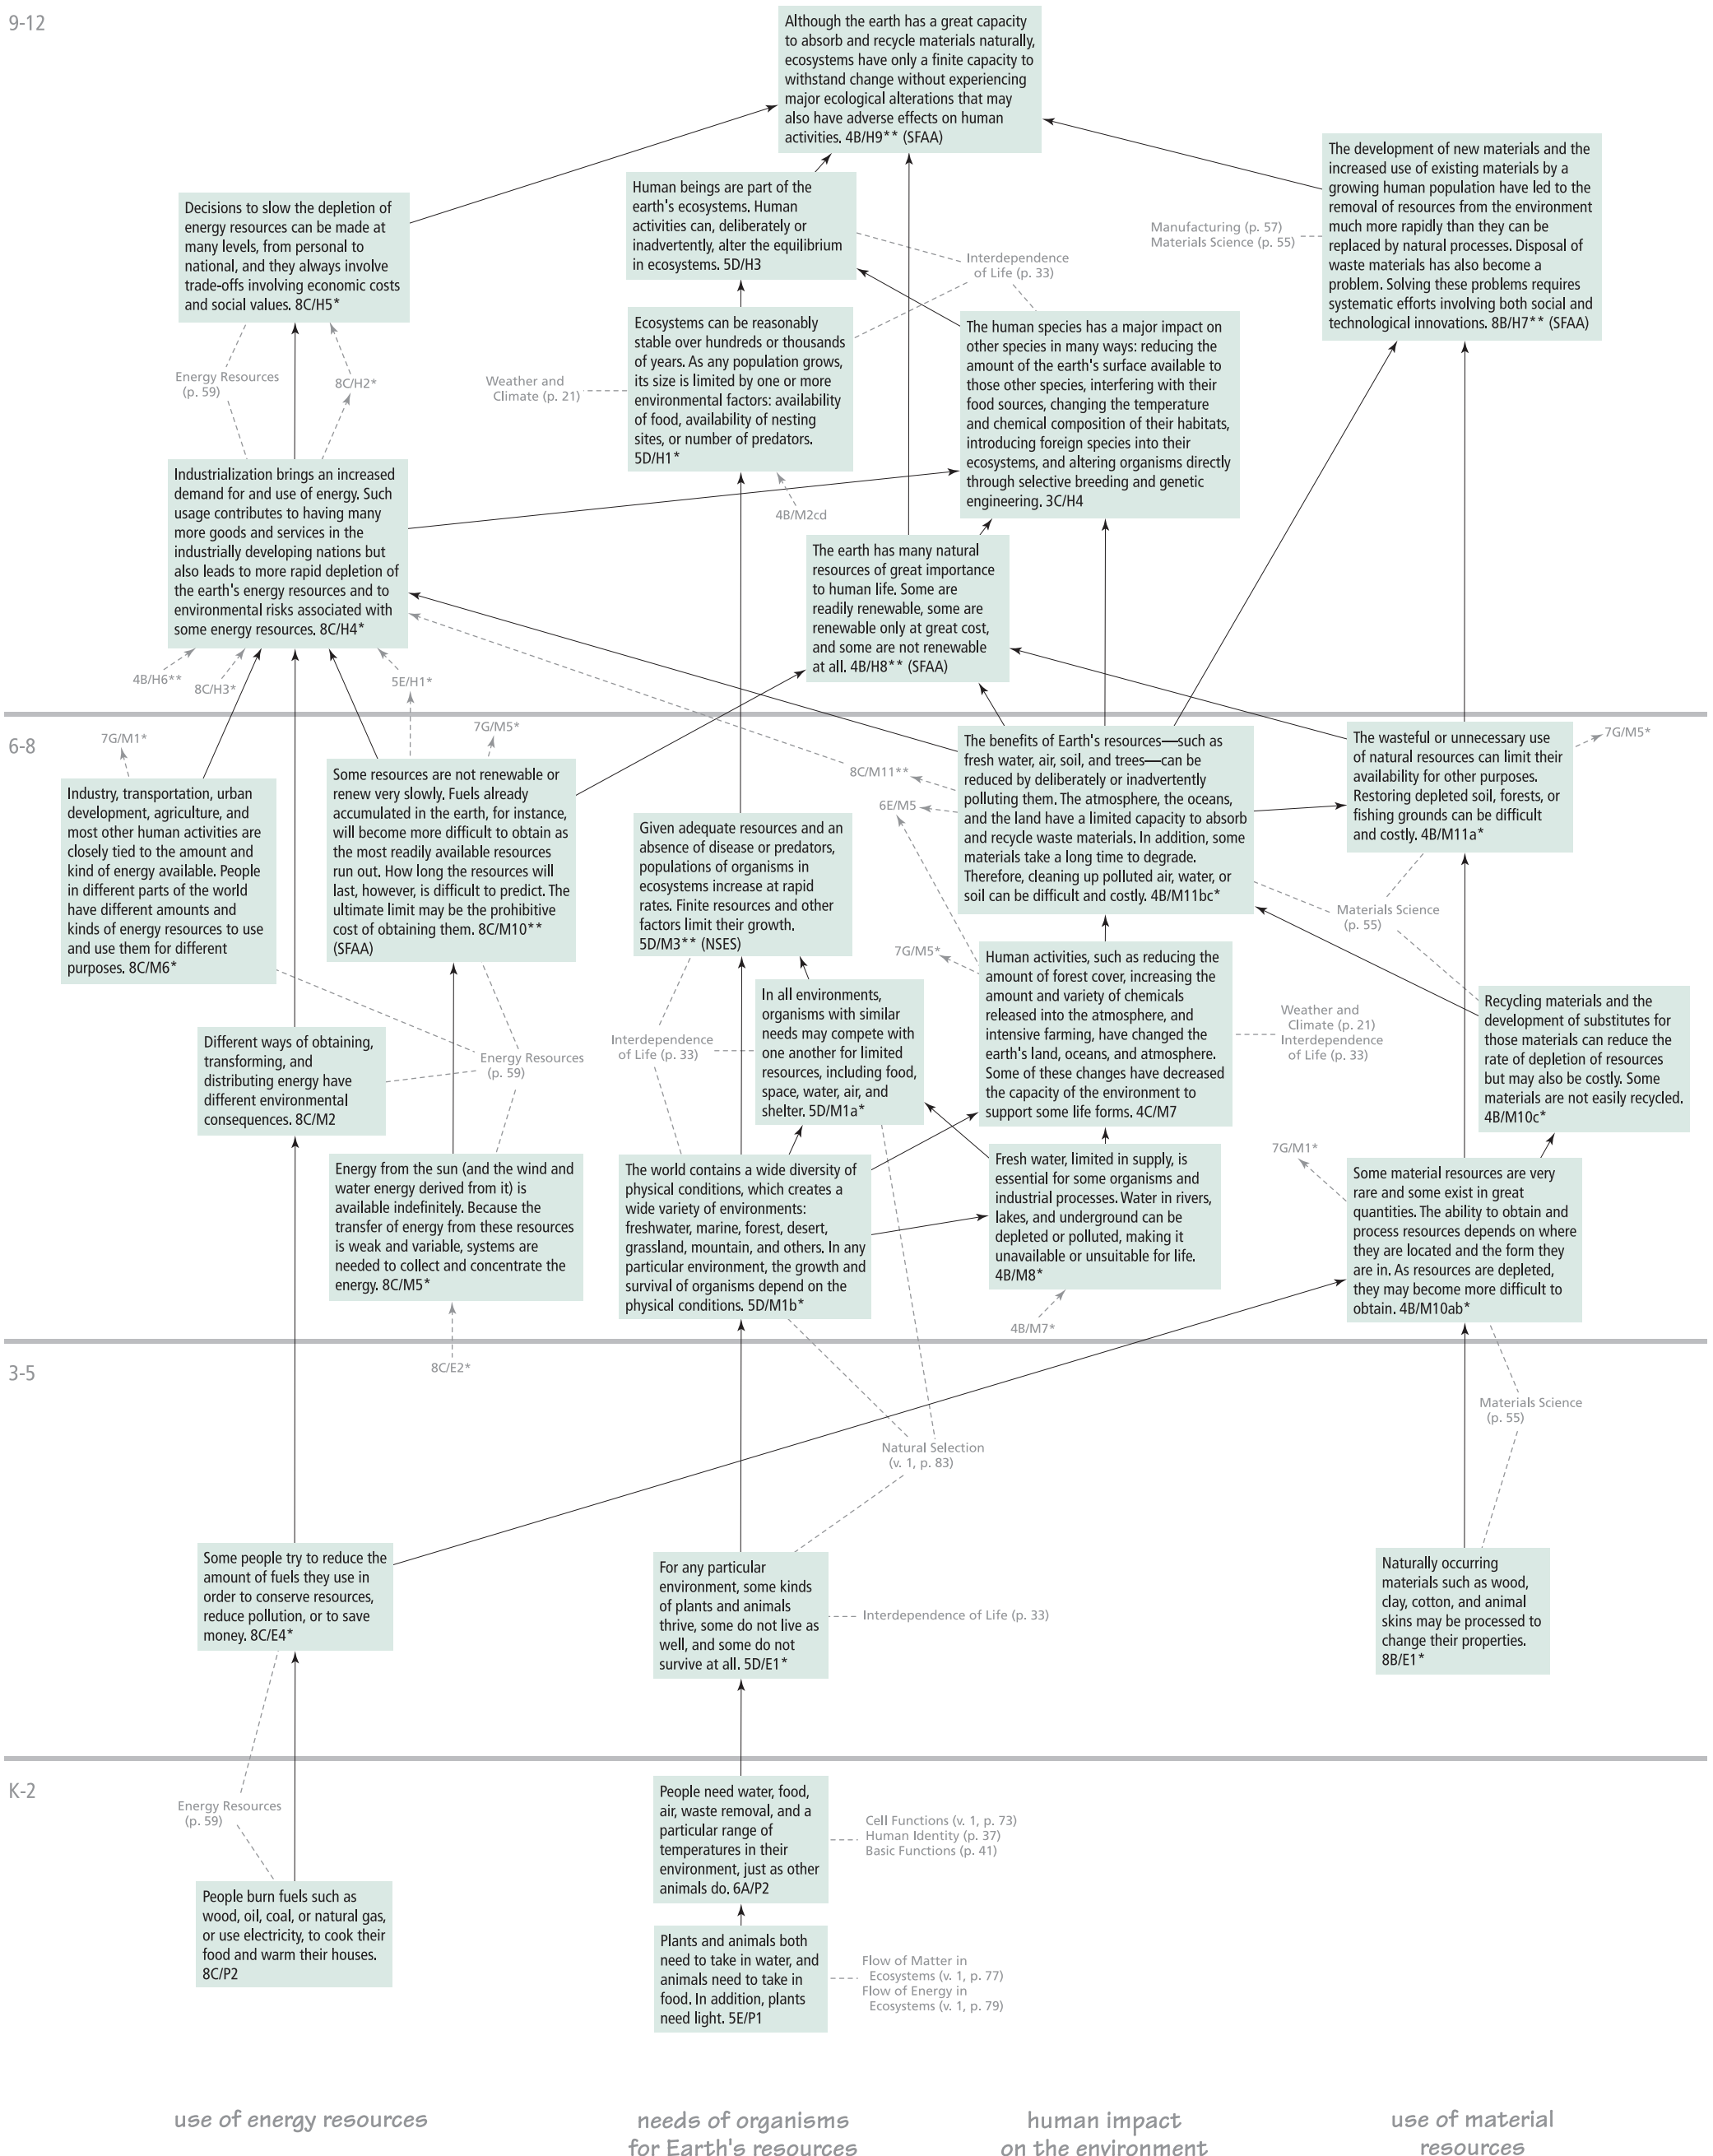 9-12
Although the earth has a great capacity
to absorb and recycle materials naturally,
ecosystems have only a finite capacity to
withstand change without experiencing
major ecological alterations that may
also have adverse effects on human
activities. 4B/H9** (SFAA)
The development of new materials and the
increased use of existing materials by a
growing human population have led to the
removal of resources from the environment
much more rapidly than they can be
replaced by natural processes. Disposal of
waste materials has also become a
problem. Solving these problems requires
systematic efforts involving both social and
technological innovations. 8B/H7** (SFAA)
Human beings are part of the
earth's ecosystems. Human
activities can, deliberately or
inadvertently, alter the equilibrium
in ecosystems. 5D/H3
Decisions to slow the depletion of
energy resources can be made at
many levels, from personal to
national, and they always involve
trade-offs involving economic costs
and social values. 8C/H5*
Manufacturing (p. 57)
Materials Science (p. 55)
Interdependence
of Life (p. 33)
Ecosystems can be reasonably
stable over hundreds or thousands
of years. As any population grows,
its size is limited by one or more
environmental factors: availability
of food, availability of nesting
sites, or number of predators.
5D/H1*
The human species has a major impact on
other species in many ways: reducing the
amount of the earth's surface available to
those other species, interfering with their
food sources, changing the temperature
and chemical composition of their habitats,
introducing foreign species into their
ecosystems, and altering organisms directly
through selective breeding and genetic
engineering. 3C/H4
Energy Resources
(p. 59)
8C/H2*
Weather and
Climate (p. 21)
Industrialization brings an increased
demand for and use of energy. Such
usage contributes to having many
more goods and services in the
industrially developing nations but
also leads to more rapid depletion of
the earth's energy resources and to
environmental risks associated with
some energy resources. 8C/H4*
4B/M2cd
The earth has many natural
resources of great importance
to human life. Some are
readily renewable, some are
renewable only at great cost,
and some are not renewable
at all. 4B/H8** (SFAA)
4B/H6**
8C/H3*
5E/H1*
6-8
7G/M1*
7G/M5*
7G/M5*
The benefits of Earth's resources—such as
fresh water, air, soil, and trees—can be
reduced by deliberately or inadvertently
polluting them. The atmosphere, the oceans,
and the land have a limited capacity to absorb
and recycle waste materials. In addition, some
materials take a long time to degrade.
Therefore, cleaning up polluted air, water, or
soil can be difficult and costly. 4B/M11bc*
The wasteful or unnecessary use
of natural resources can limit their
availability for other purposes.
Restoring depleted soil, forests, or
fishing grounds can be difficult
and costly. 4B/M11a*
8C/M11**
6E/M5
Some resources are not renewable or
renew very slowly. Fuels already
accumulated in the earth, for instance,
will become more difficult to obtain as
the most readily available resources
run out. How long the resources will
last, however, is difficult to predict. The
ultimate limit may be the prohibitive
cost of obtaining them. 8C/M10**
(SFAA)
Industry, transportation, urban
development, agriculture, and
most other human activities are
closely tied to the amount and
kind of energy available. People
in different parts of the world
have different amounts and
kinds of energy resources to use
and use them for different
purposes. 8C/M6*
Given adequate resources and an
absence of disease or predators,
populations of organisms in
ecosystems increase at rapid
rates. Finite resources and other
factors limit their growth.
5D/M3** (NSES)
Materials Science
(p. 55)
7G/M5*
Human activities, such as reducing the
amount of forest cover, increasing the
amount and variety of chemicals
released into the atmosphere, and
intensive farming, have changed the
earth's land, oceans, and atmosphere.
Some of these changes have decreased
the capacity of the environment to
support some life forms. 4C/M7
In all environments,
organisms with similar
needs may compete with
one another for limited
resources, including food,
space, water, air, and
shelter. 5D/M1a*
Recycling materials and the
development of substitutes for
those materials can reduce the
rate of depletion of resources
but may also be costly. Some
materials are not easily recycled.
4B/M10c*
Weather and
Climate (p. 21)
Interdependence
of Life (p. 33)
Interdependence
of Life (p. 33)
Different ways of obtaining,
transforming, and
distributing energy have
different environmental
consequences. 8C/M2
Energy Resources
(p. 59)
7G/M1*
Energy from the sun (and the wind and
water energy derived from it) is
available indefinitely. Because the
transfer of energy from these resources
is weak and variable, systems are
needed to collect and concentrate the
energy. 8C/M5*
The world contains a wide diversity of
physical conditions, which creates a
wide variety of environments:
freshwater, marine, forest, desert,
grassland, mountain, and others. In any
particular environment, the growth and
survival of organisms depend on the
physical conditions. 5D/M1b*
Fresh water, limited in supply, is
essential for some organisms and
industrial processes. Water in rivers,
lakes, and underground can be
depleted or polluted, making it
unavailable or unsuitable for life.
4B/M8*
Some material resources are very
rare and some exist in great
quantities. The ability to obtain and
process resources depends on where
they are located and the form they
are in. As resources are depleted,
they may become more difficult to
obtain. 4B/M10ab*
4B/M7*
3-5
8C/E2*
Materials Science
(p. 55)
Natural Selection
(v. 1, p. 83)
Some people try to reduce the
amount of fuels they use in
order to conserve resources,
reduce pollution, or to save
money. 8C/E4*
For any particular
environment, some kinds
of plants and animals
thrive, some do not live as
well, and some do not
survive at all. 5D/E1*
Interdependence of Life (p. 33)
Naturally occurring
materials such as wood,
clay, cotton, and animal
skins may be processed to
change their properties.
8B/E1*
K-2
Energy Resources
(p. 59)
People need water, food,
air, waste removal, and a
particular range of
temperatures in their
environment, just as other
animals do. 6A/P2
Cell Functions (v. 1, p. 73)
Human Identity (p. 37)
Basic Functions (p. 41)
People burn fuels such as
wood, oil, coal, or natural gas,
or use electricity, to cook their
food and warm their houses.
8C/P2
Plants and animals both
need to take in water, and
animals need to take in
food. In addition, plants
need light. 5E/P1
Flow of Matter in
Ecosystems (v. 1, p. 77)
Flow of Energy in
Ecosystems (v. 1, p. 79)
use of energy resources
needs of organisms
for Earth's resources
human impact
on the environment
use of material
resources